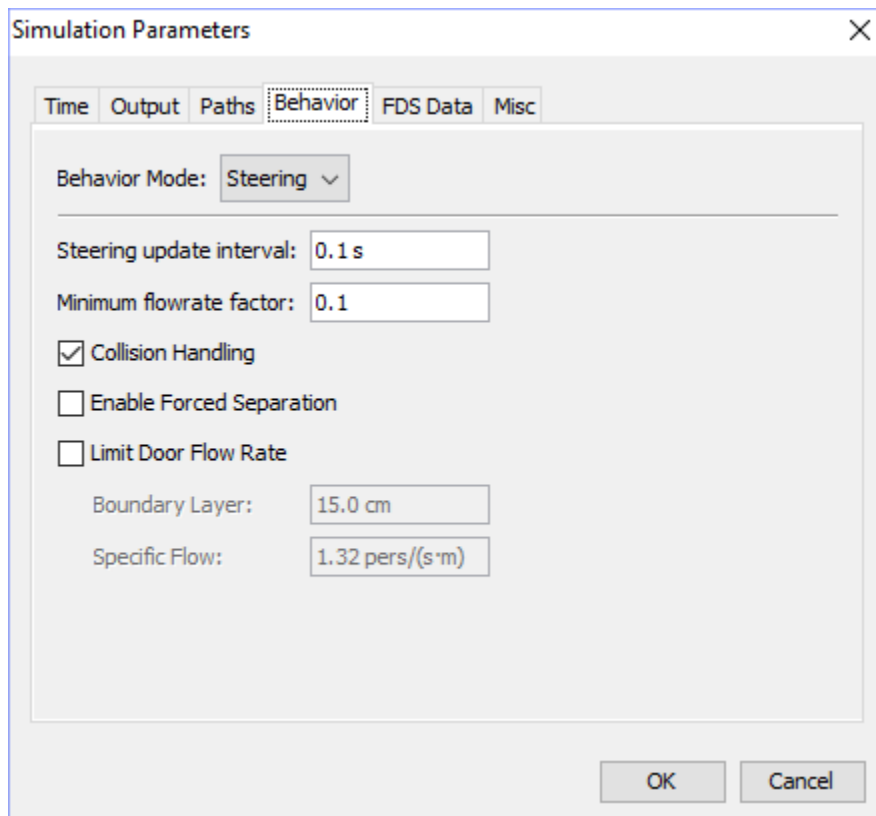 Simulation Parameters
Time Output Paths Behavior FDS Data Misc
Behavior Mode: Steering
Steering update interval: 0.1 s
Minimum flowrate factor: 0.1
Collision Handling
Enable Forced Separation
Limit Door Flow Rate
Boundary Layer: 15.0 cm
Specific Flow: 1.32 pers/(s·m)
OK Cancel